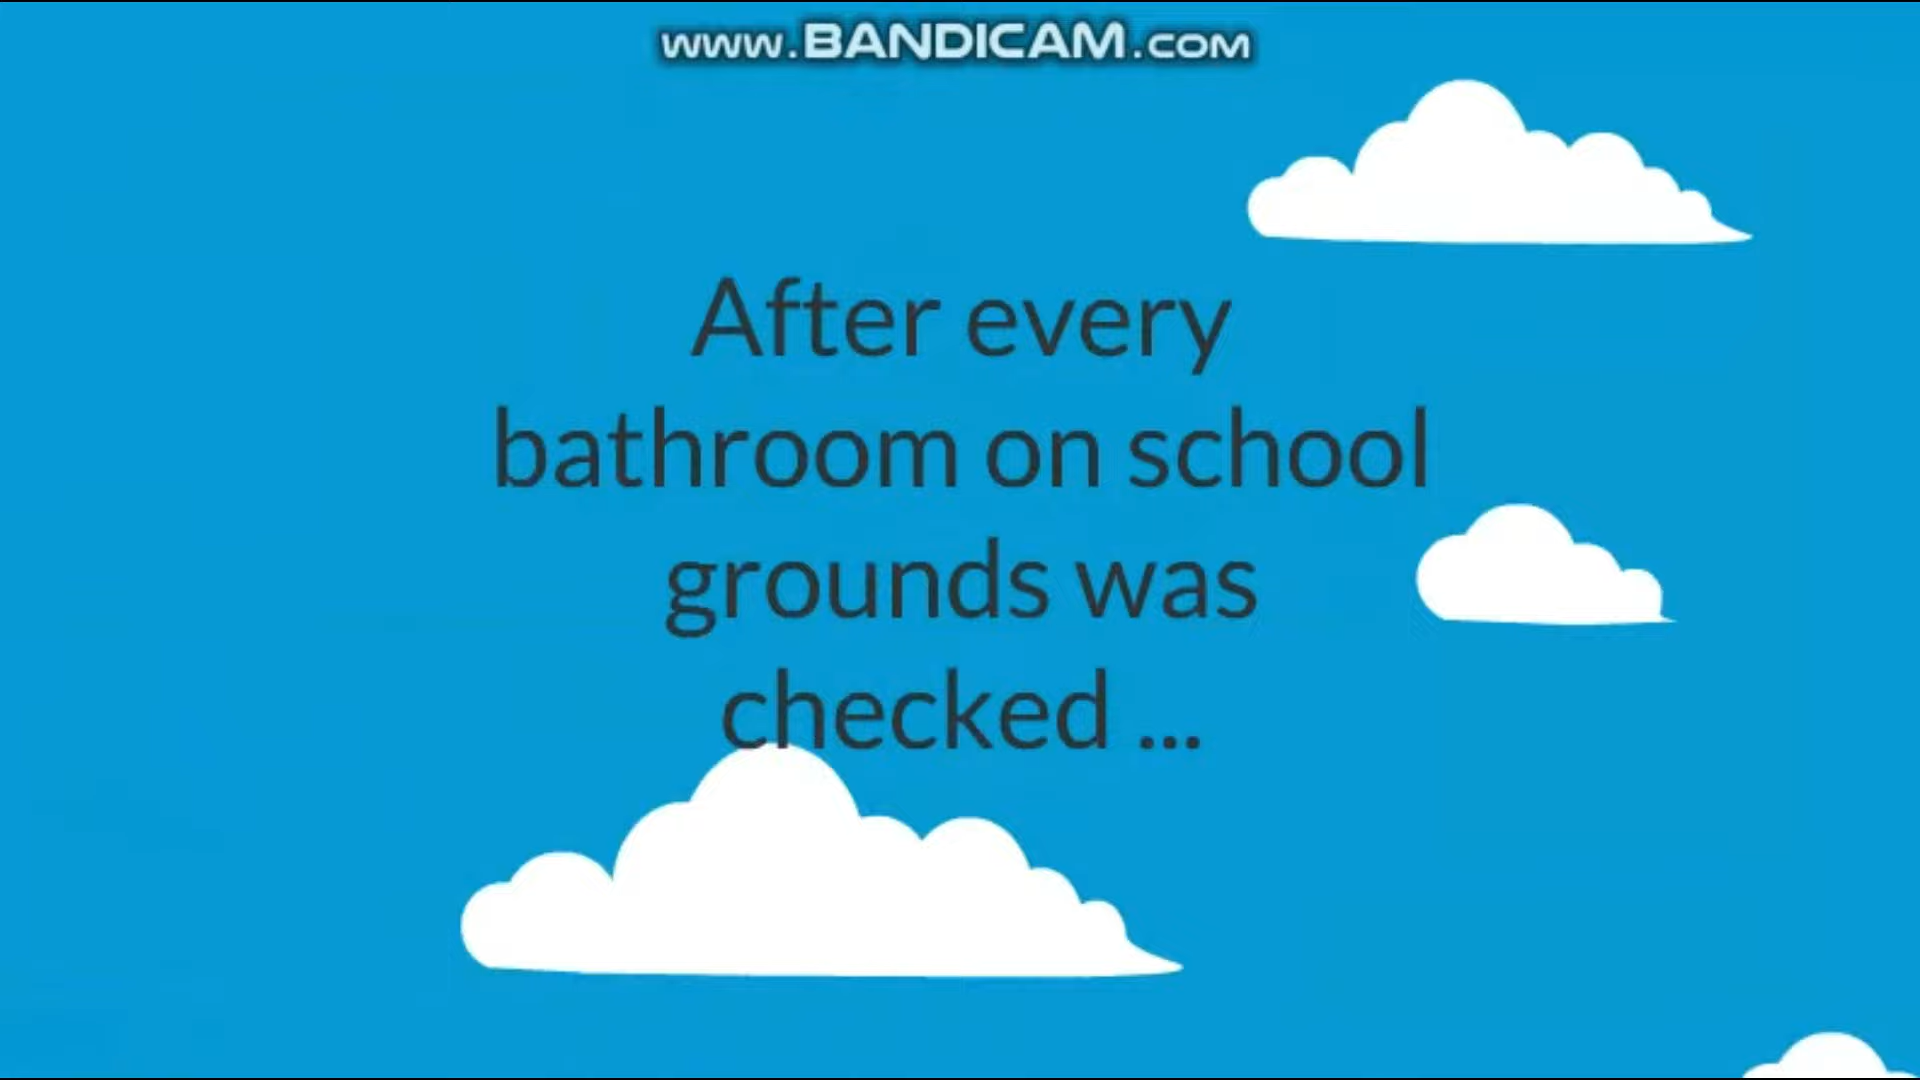 www.BANDICAM.com
After every
bathroom on school
grounds was
checked ...